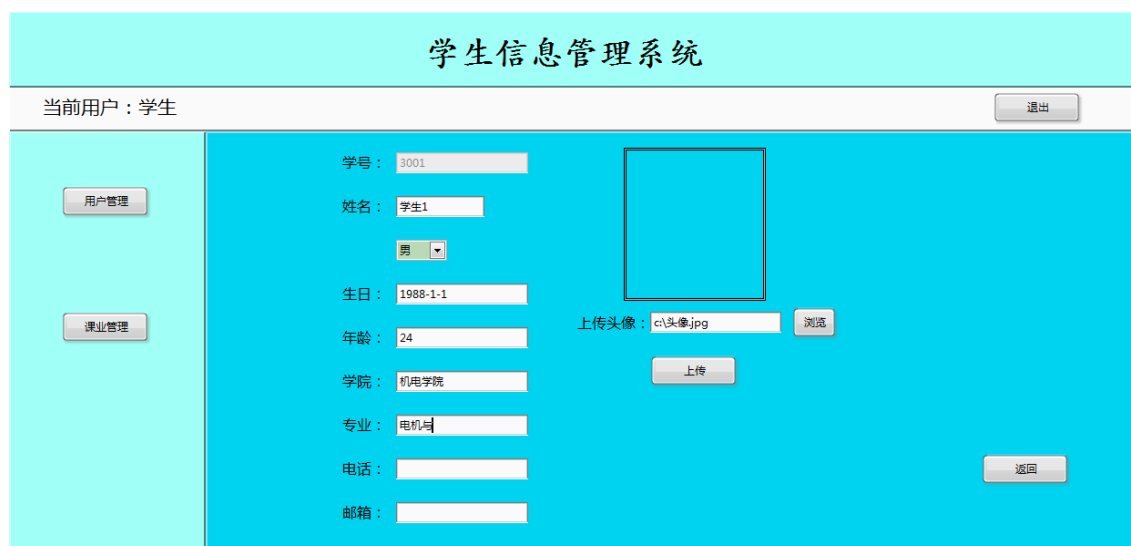 学生信息管理系统
当前用户：学生
退出
用户管理
课业管理
学号： 3001
姓名： 学生1
男
生日： 1988-1-1
年龄： 24
学院： 机电学院
专业： 电机与
电话：
邮箱：
上传头像： c:\头像.jpg 浏览
上传
返回